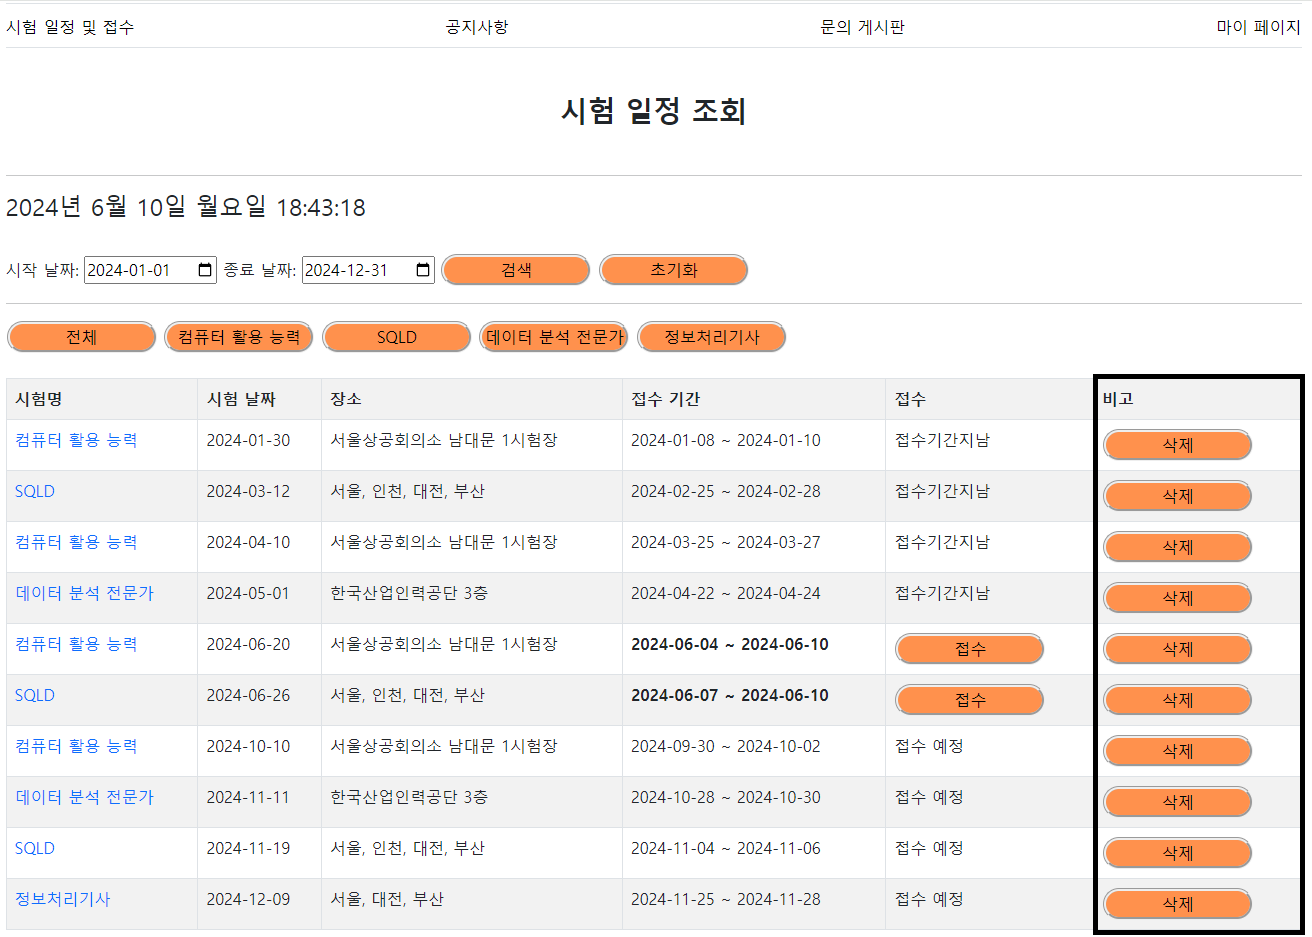 시험 일정 및 접수 공지사항 문의 게시판 마이 페이지
시험 일정 조회
2024년 6월 10일 월요일 18:43:18
시작 날짜: 2024-01-01 종료 날짜: 2024-12-31 검색 초기화
전체 컴퓨터 활용 능력 SQLD 데이터 분석 전문가 정보처리기사
시험명 시험 날짜 장소 접수 기간 접수 비고
컴퓨터 활용 능력 2024-01-30 서울상공회의소 남대문 1시험장 2024-01-08 ~ 2024-01-10 접수기간지남 삭제
SQLD 2024-03-12 서울, 인천, 대전, 부산 2024-02-25 ~ 2024-02-28 접수기간지남 삭제
컴퓨터 활용 능력 2024-04-10 서울상공회의소 남대문 1시험장 2024-03-25 ~ 2024-03-27 접수기간지남 삭제
데이터 분석 전문가 2024-05-01 한국산업인력공단 3층 2024-04-22 ~ 2024-04-24 접수기간지남 삭제
컴퓨터 활용 능력 2024-06-20 서울상공회의소 남대문 1시험장 2024-06-04 ~ 2024-06-10 접수 삭제
SQLD 2024-06-26 서울, 인천, 대전, 부산 2024-06-07 ~ 2024-06-10 접수 삭제
컴퓨터 활용 능력 2024-10-10 서울상공회의소 남대문 1시험장 2024-09-30 ~ 2024-10-02 접수 예정 삭제
데이터 분석 전문가 2024-11-11 한국산업인력공단 3층 2024-10-28 ~ 2024-10-30 접수 예정 삭제
SQLD 2024-11-19 서울, 인천, 대전, 부산 2024-11-04 ~ 2024-11-06 접수 예정 삭제
정보처리기사 2024-12-09 서울, 대전, 부산 2024-11-25 ~ 2024-11-28 접수 예정 삭제